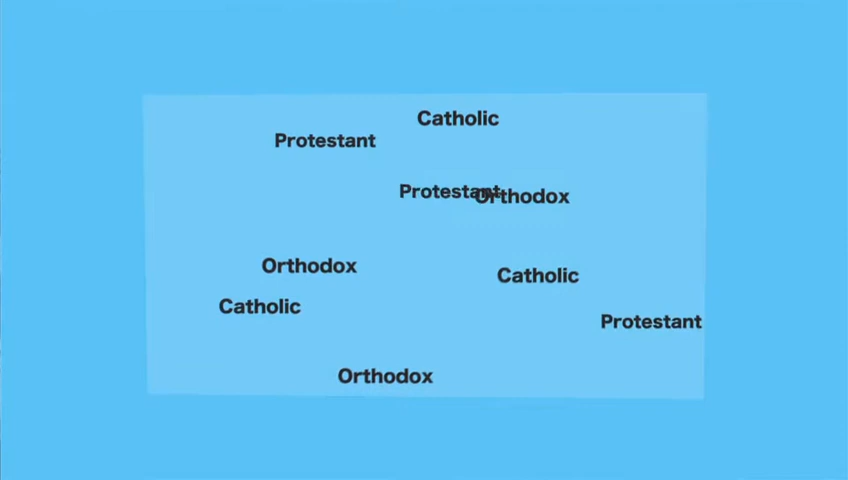 Catholic
Protestant
Protestant
Orthodox
Orthodox
Catholic
Catholic
Protestant
Orthodox